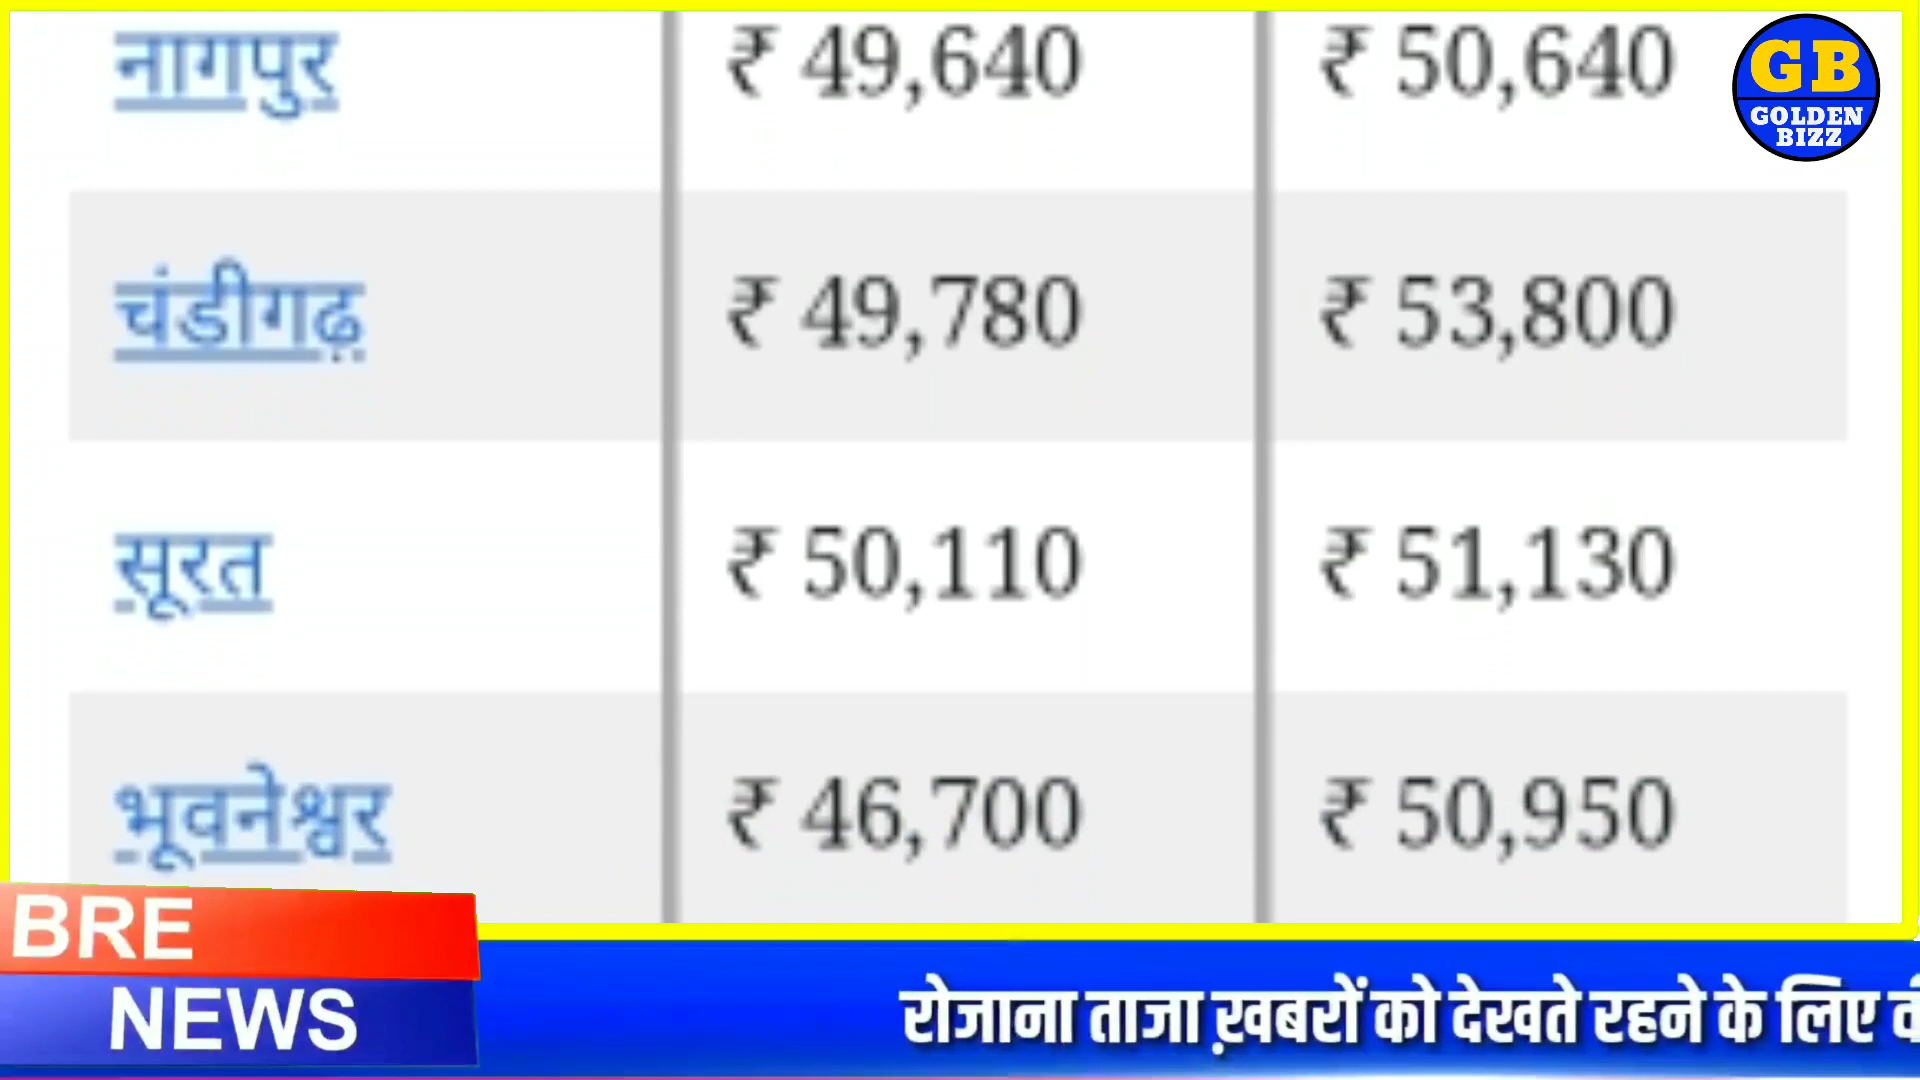 नागपुर ₹ 49,640 ₹ 50,640
GB
GOLDEN
BIZZ
चंडीगढ़ ₹ 49,780 ₹ 53,800
सूरत ₹ 50,110 ₹ 51,130
भूवनेश्वर ₹ 46,700 ₹ 50,950
BRE
NEWS
रोजाना ताजा ख़बरों को देखते रहने के लिए